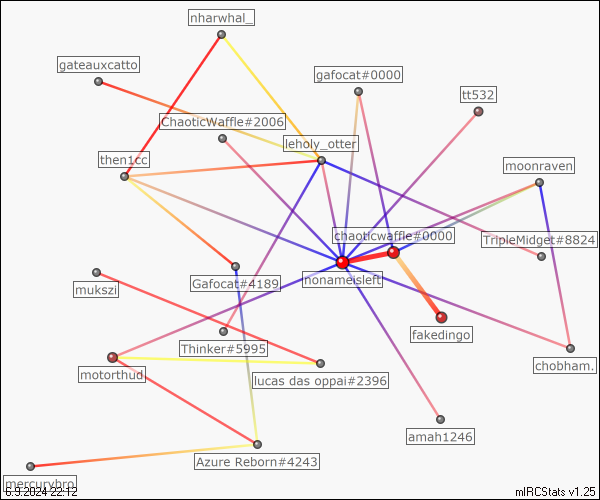 nharwhal_
gateauxcatto
gafocat#0000
tt532
ChaoticWaffle#2006
leholy_otter
then1cc
moonraven
chaoticwaffle#0000
TripleMidget#8824
mukszi
Gafocat#4189
nonameisleft
fakedingo
Thinker#5995
motorthud
lucas das oppai#2396
chobham.
amah1246
Azure Reborn#4243
mercurybro
6.9.2024 22:12
mIRCStats v1.25